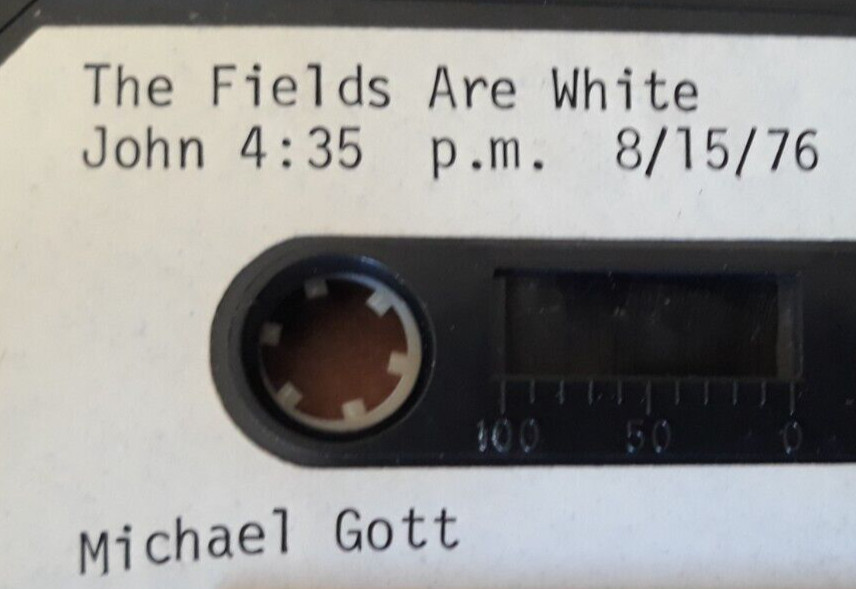 The Fields Are White
John 4:35 p.m. 8/15/76
100 50 0
Michael Gott